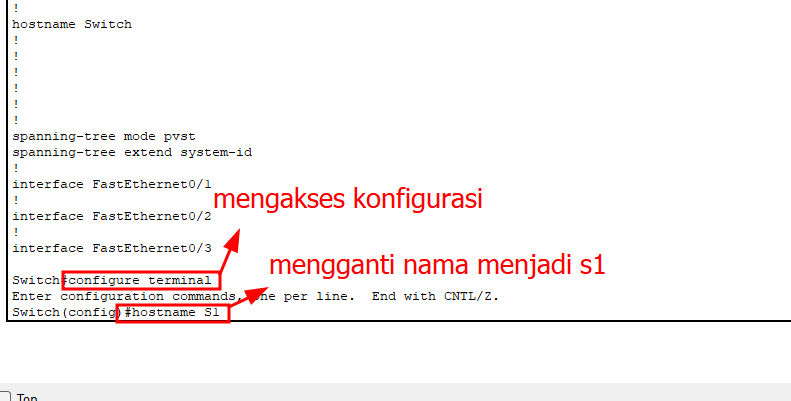 !
hostname Switch
!
!
!
!
!
!
spanning-tree mode pvst
spanning-tree extend system-id
!
interface FastEthernet0/1
mengakses konfigurasi
!
interface FastEthernet0/2
!
interface FastEthernet0/3
mengganti nama menjadi s1
Switch#configure terminal
Enter configuration commands, one per line. End with CNTL/Z.
Switch(config)#hostname S1
Top